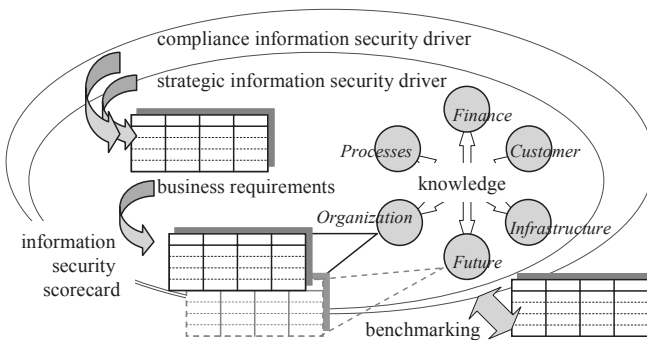 compliance information security driver
strategic information security driver
Finance
Processes
Customer
knowledge
business requirements
Organization
Infrastructure
information
security
scorecard
Future
benchmarking